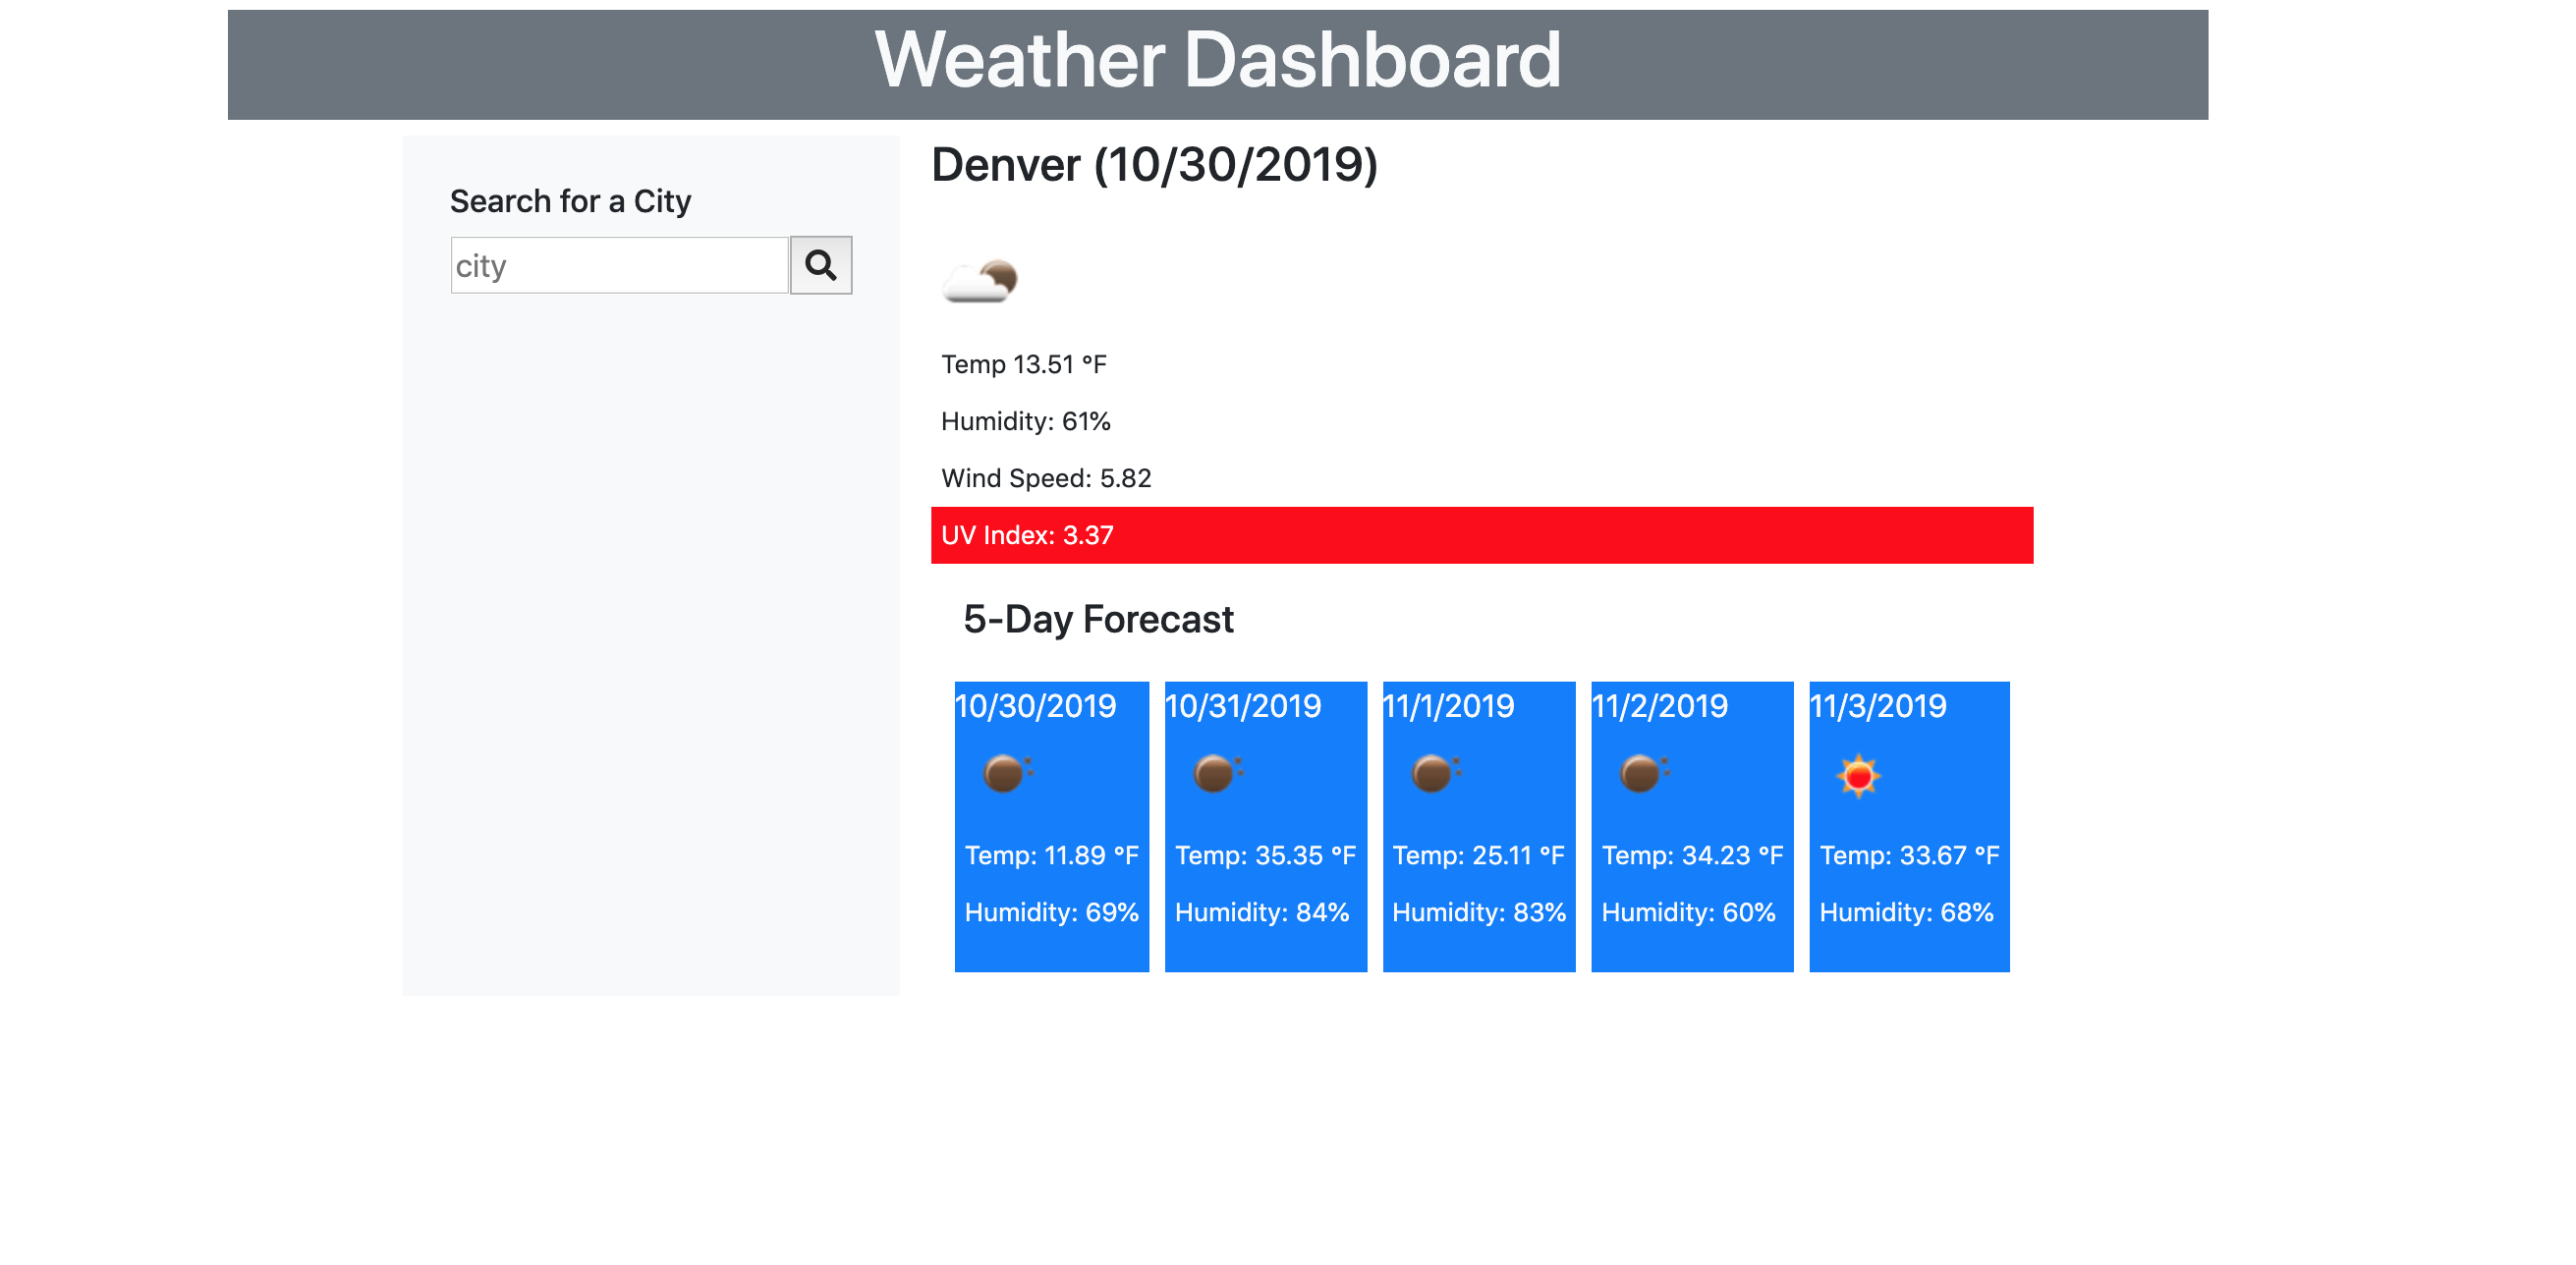 Weather Dashboard
Search for a City
city
Denver (10/30/2019)
Temp 13.51 °F
Humidity: 61%
Wind Speed: 5.82
UV Index: 3.37
5-Day Forecast
10/30/2019
Temp: 11.89 °F
Humidity: 69%
10/31/2019
Temp: 35.35 °F
Humidity: 84%
11/1/2019
Temp: 25.11 °F
Humidity: 83%
11/2/2019
Temp: 34.23 °F
Humidity: 60%
11/3/2019
Temp: 33.67 °F
Humidity: 68%